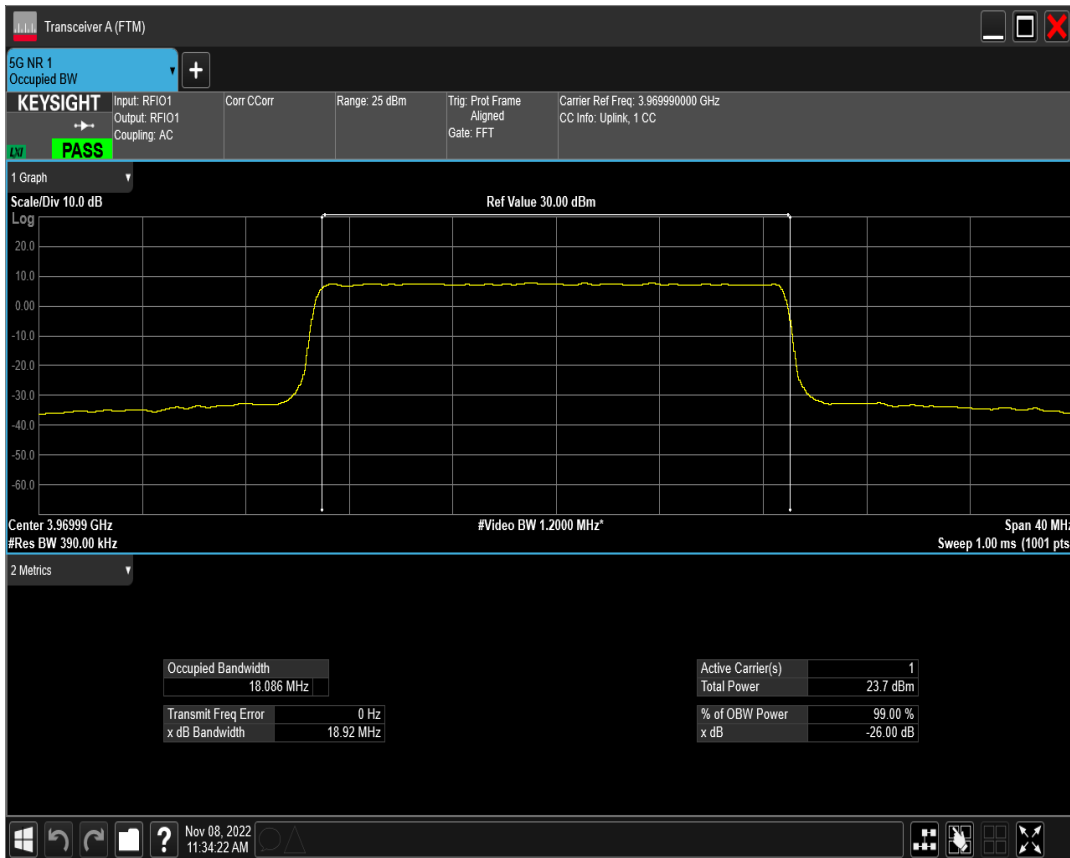 Transceiver A (FTM)
5G NR 1
Occupied BW
+
KEYSIGHT
LXI
PASS
Input: RFIO1
Output: RFIO1
Coupling: AC
Corr CCorr
Range: 25 dBm
Trig: Prot Frame
Aligned
Gate: FFT
Carrier Ref Freq: 3.969990000 GHz
CC Info: Uplink, 1 CC
1 Graph
Scale/Div 10.0 dB
Ref Value 30.00 dBm
Log
20.0
10.0
0.00
-10.0
-20.0
-30.0
-40.0
-50.0
-60.0
Center 3.96999 GHz
#Video BW 1.2000 MHz*
Span 40 MHz
#Res BW 390.00 kHz
Sweep 1.00 ms (1001 pts
2 Metrics
Occupied Bandwidth
18.086 MHz
Transmit Freq Error 0 Hz
x dB Bandwidth 18.92 MHz
Active Carrier(s) 1
Total Power 23.7 dBm
% of OBW Power 99.00 %
x dB -26.00 dB
?
Nov 08, 2022
11:34:22 AM